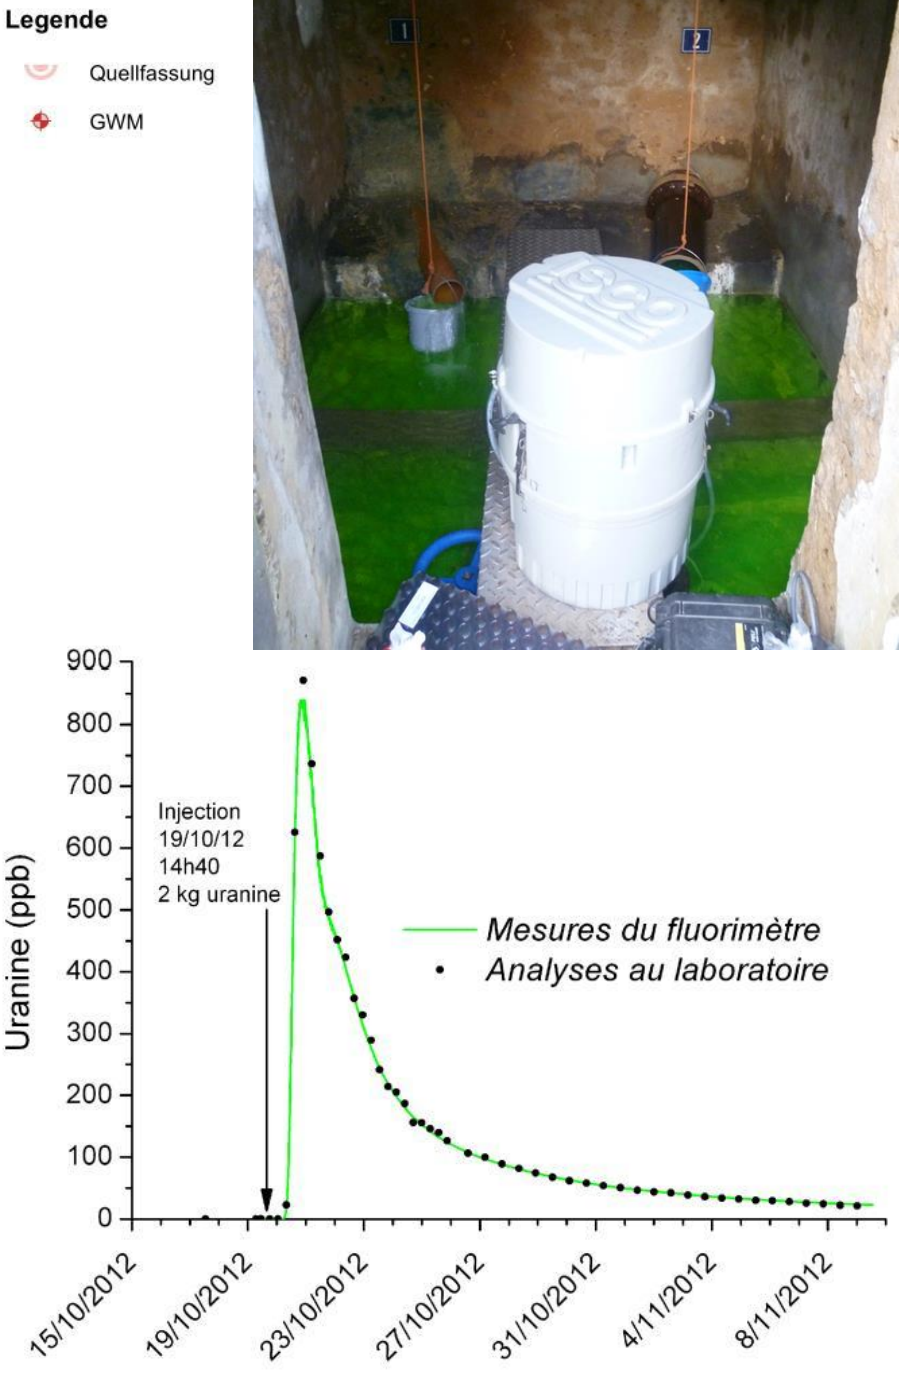 Legende
Quellfassung
GWM
1
2
ISCO
900
800
700
600
500
400
300
200
100
0
Uranine (ppb)
Injection
19/10/12
14h40
2 kg uranine
Mesures du fluorimètre
Analyses au laboratoire
15/10/2012
19/10/2012
23/10/2012
27/10/2012
31/10/2012
4/11/2012
8/11/2012